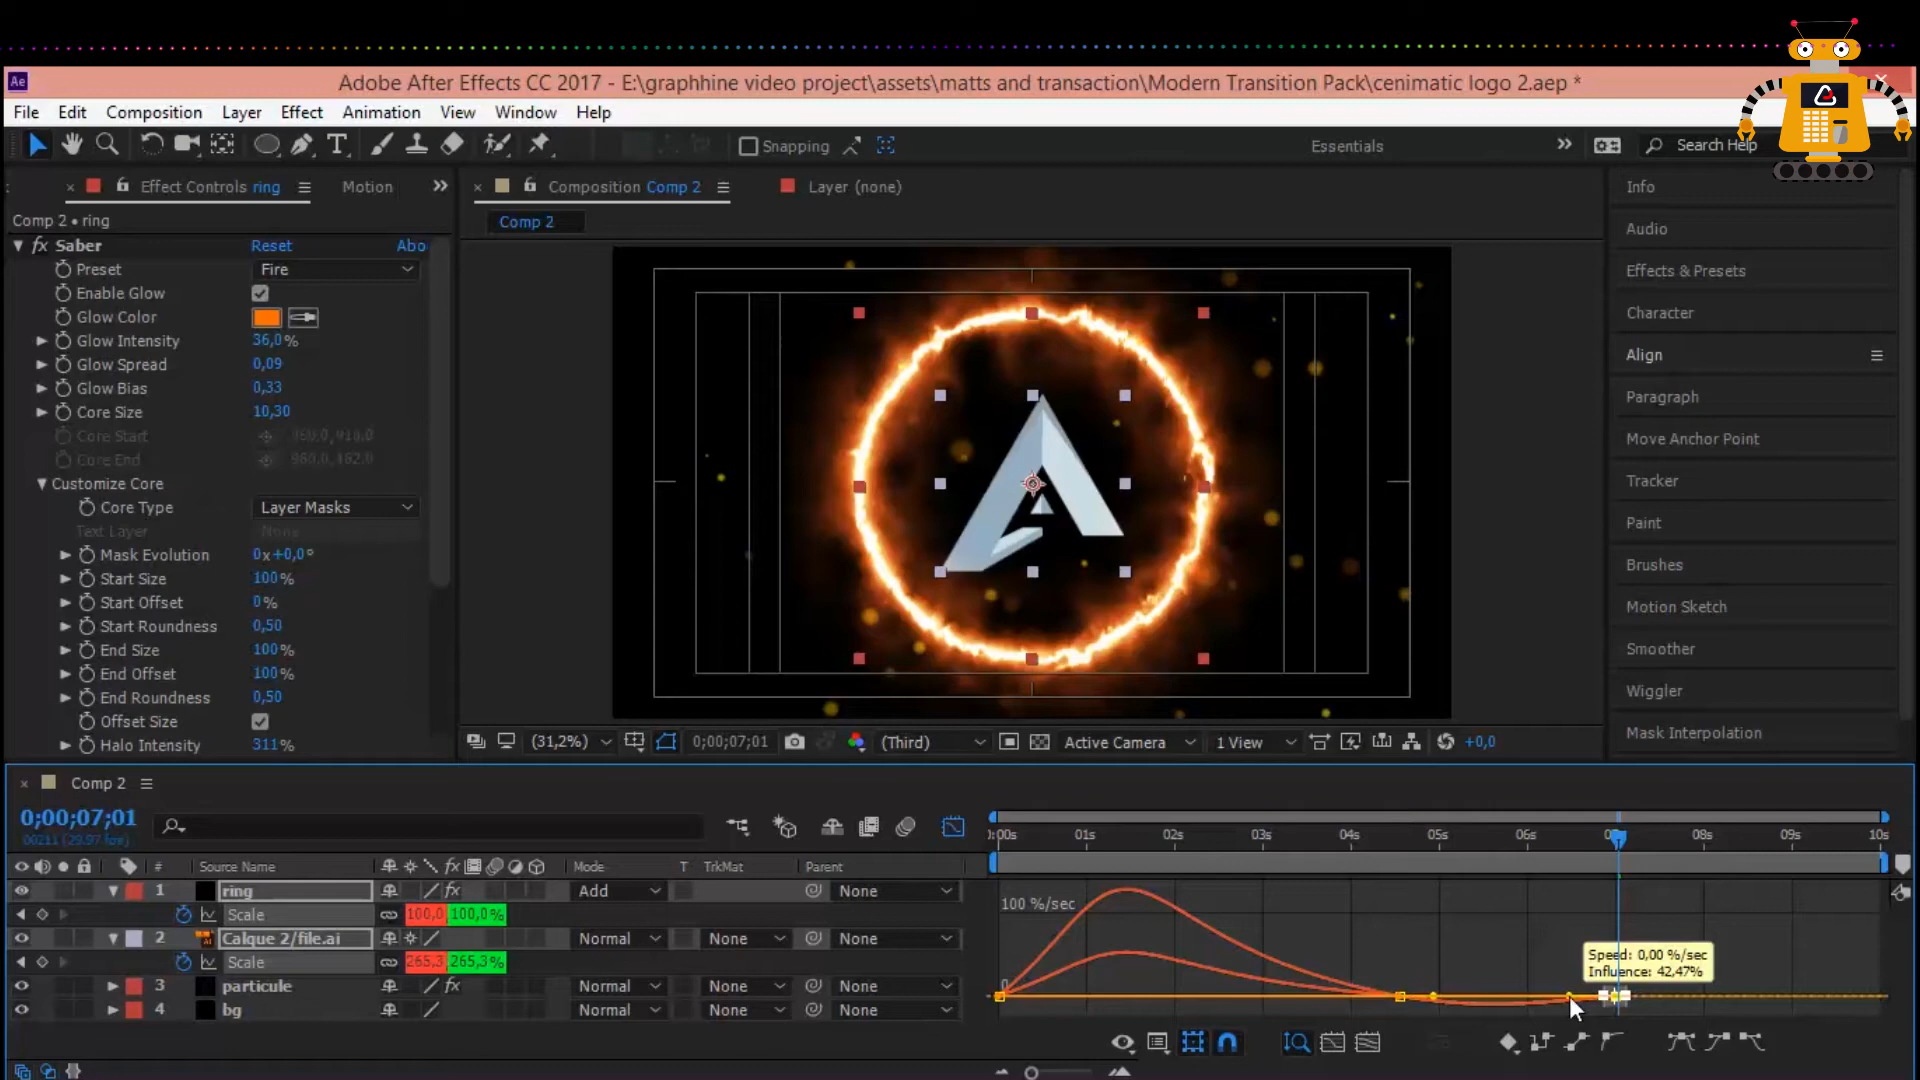 Ae Adobe After Effects CC 2017 - E:\graphhine video project\assets\matts and transaction\Modern Transition Pack\cenimatic logo 2.aep *
File Edit Composition Layer Effect Animation View Window Help
T Snapping Essentials Search Help
Effect Controls ring Motion
Composition Comp 2 Layer (none)
Info
Comp 2 • ring
Comp 2
Audio
fx Saber Reset Abo
Preset Fire
Effects & Presets
Enable Glow
Glow Color
Character
Glow Intensity 36,0%
Align
Glow Spread 0,09
Glow Bias 0,33
Paragraph
Core Size 10,30
Core Start
Move Anchor Point
Core End
Customize Core
Tracker
Core Type Layer Masks
Paint
Text Layer None
Mask Evolution 0x+0,0°
Brushes
Start Size 100%
Start Offset 0%
Motion Sketch
Start Roundness 0,50
End Size 100%
Smoother
End Offset 100%
End Roundness 0,50
Wiggler
Offset Size
Halo Intensity 311%
Mask Interpolation
(31,2%) 0;00;07;01 (Third) Active Camera 1 View +0,0
Comp 2
0;00;07;01
01s 02s 03s 04s 05s 06s 08s 09s 10s
# Source Name fx Mode T TrkMat Parent
1 ring fx Add None
Scale 100,0 100,0%
100 %/sec
2 Calque 2/file.ai Normal None None
Scale 265,3 265,3%
Speed: 0,00 %/sec
Influence: 42,47%
3 particule fx Normal None None
0
4 bg Normal None None